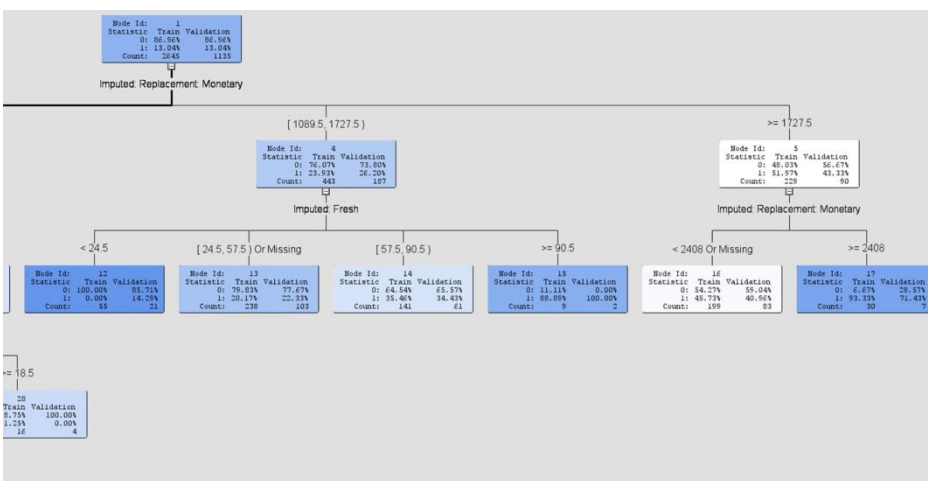 Node Id: 1
Statistic Train Validation
0: 86.96% 86.96%
1: 13.04% 13.04%
Count: 2645 1135
Imputed: Replacement: Monetary
[ 1089.5, 1727.5 )
>= 1727.5
Node Id: 4
Statistic Train Validation
0: 76.07% 73.80%
1: 23.93% 26.20%
Count: 443 187
Node Id: 5
Statistic Train Validation
0: 48.03% 56.67%
1: 51.97% 43.33%
Count: 229 90
Imputed: Fresh
Imputed: Replacement: Monetary
< 24.5
[ 24.5, 57.5 ) Or Missing
[ 57.5, 90.5 )
>= 90.5
< 2408 Or Missing
>= 2408
Node Id: 12
Statistic Train Validation
0: 100.00% 85.71%
1: 0.00% 14.29%
Count: 55 21
Node Id: 13
Statistic Train Validation
0: 79.83% 77.67%
1: 20.17% 22.33%
Count: 238 103
Node Id: 14
Statistic Train Validation
0: 64.54% 65.57%
1: 35.46% 34.43%
Count: 141 61
Node Id: 15
Statistic Train Validation
0: 11.11% 0.00%
1: 88.89% 100.00%
Count: 9 2
Node Id: 16
Statistic Train Validation
0: 54.27% 59.04%
1: 45.73% 40.96%
Count: 199 83
Node Id: 17
Statistic Train Validation
0: 6.67% 28.57%
1: 93.33% 71.43%
Count: 30 7
>= 18.5
28
Train Validation
8.75% 100.00%
1.25% 0.00%
16 4